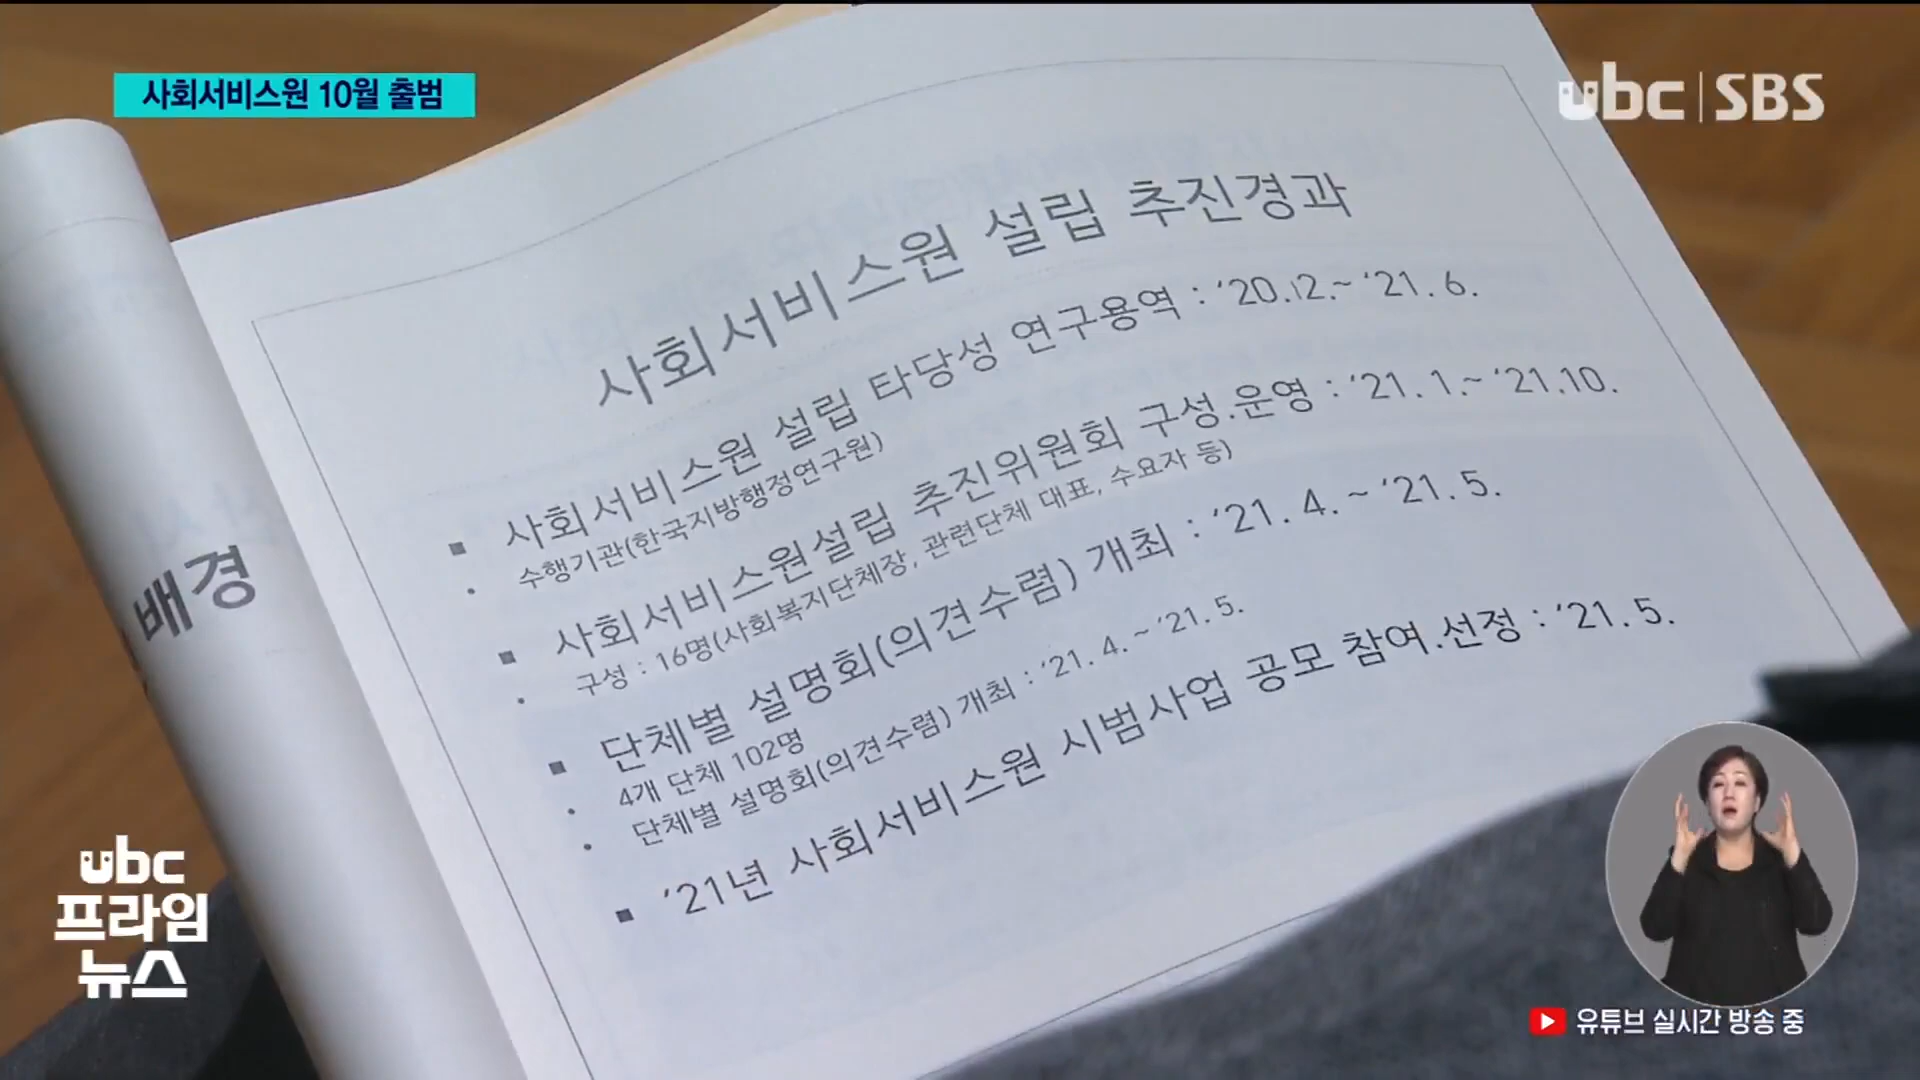 사회서비스원 10월 출범
ubc SBS
사회서비스원 설립 추진경과
▪ 사회서비스원 설립 타당성 연구용역 : ‘20.12.~ ‘21. 6.
• 수행기관(한국지방행정연구원)
▪ 사회서비스원설립 추진위원회 구성.운영 : ‘21. 1.~ ‘21.10.
• 구성 : 16명(사회복지단체장, 관련단체 대표, 수요자 등)
▪ 단체별 설명회(의견수렴) 개최 : ‘21. 4. ~ ‘21. 5.
• 4개 단체 102명
• 단체별 설명회(의견수렴) 개최 : ‘21. 4. ~ ‘21. 5.
▪ ‘21년 사회서비스원 시범사업 공모 참여.선정 : ‘21. 5.
배경
ubc
프라임
뉴스
유튜브 실시간 방송 중